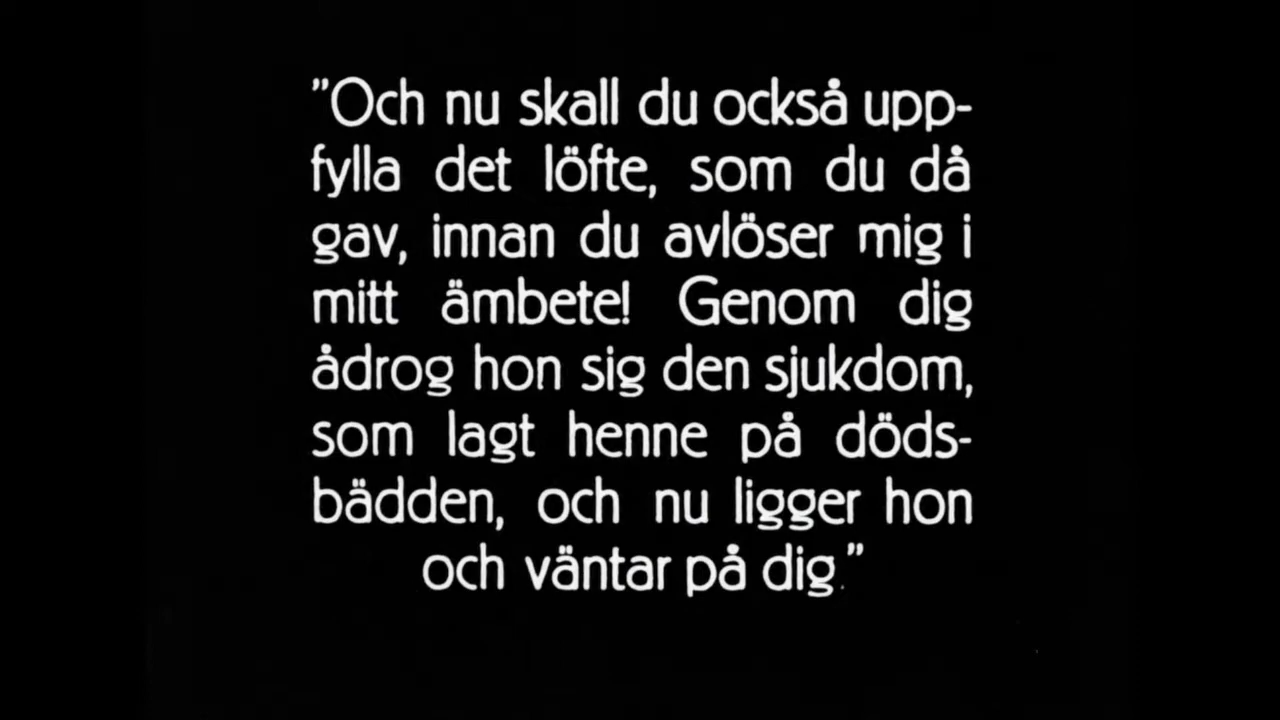 ”Och nu skall du också upp-
fylla det löfte, som du då
gav, innan du avlöser mig i
mitt ämbete! Genom dig
ådrog hon sig den sjukdom,
som lagt henne på döds-
bädden, och nu ligger hon
och väntar på dig.”